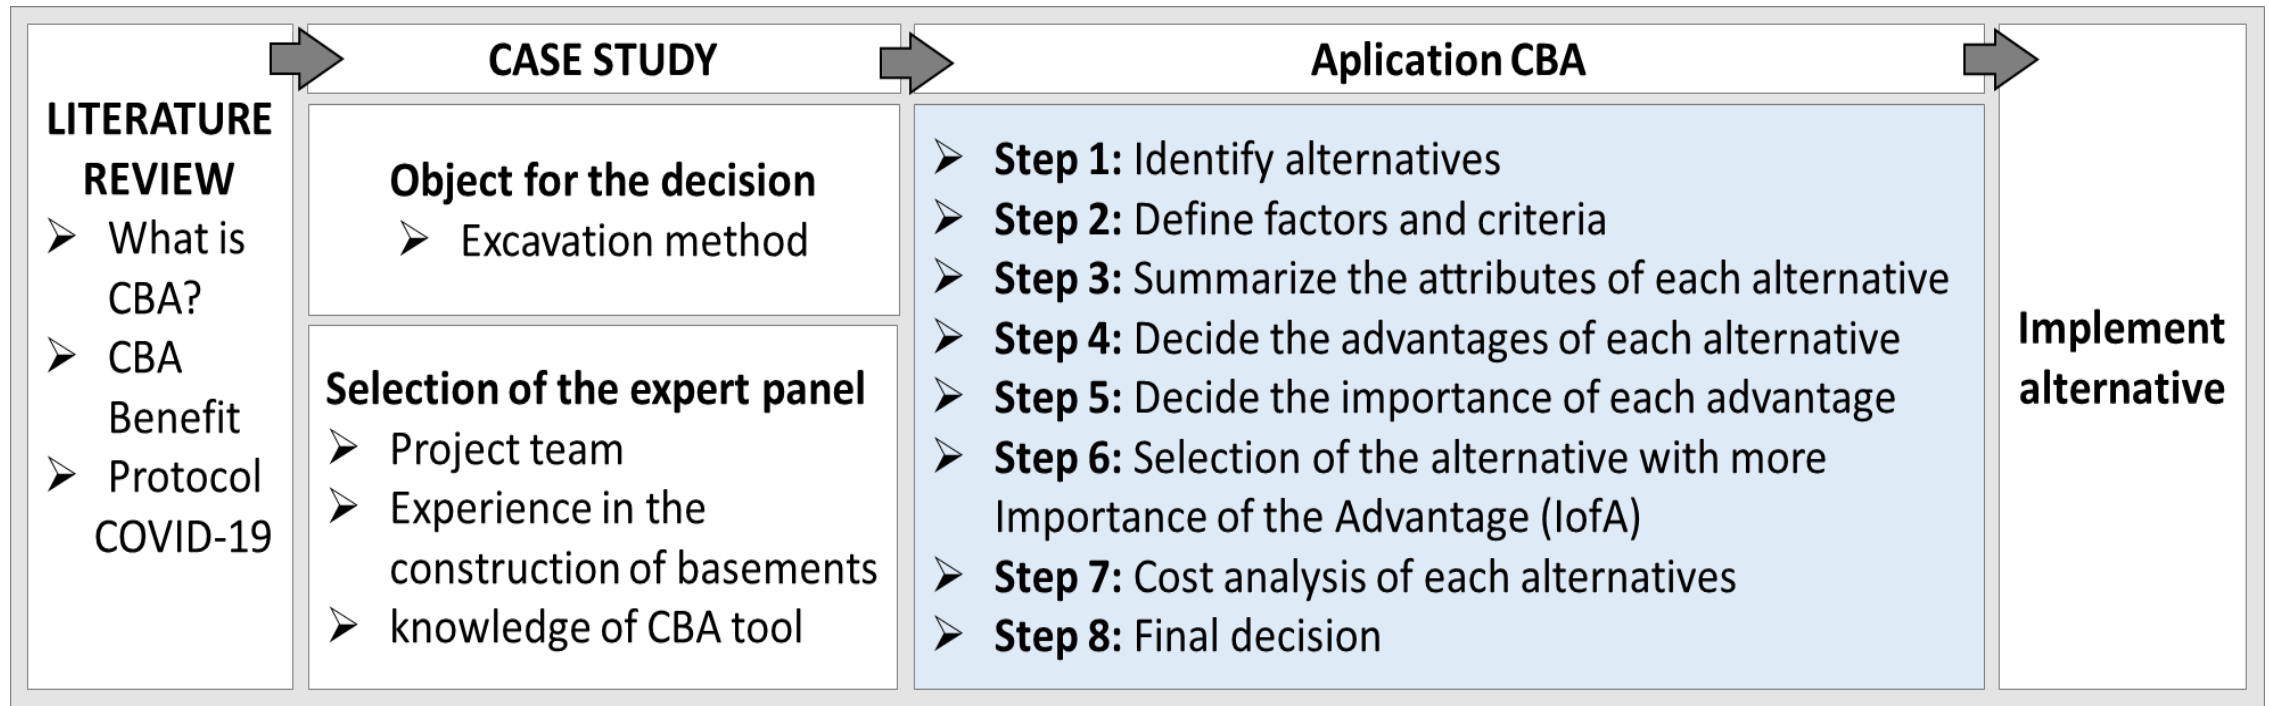 LITERATURE
REVIEW
➢ What is
CBA?
➢ CBA
Benefit
➢ Protocol
COVID-19
CASE STUDY
Object for the decision
➢ Excavation method
Selection of the expert panel
➢ Project team
➢ Experience in the
construction of basements
➢ knowledge of CBA tool
Aplication CBA
➢ Step 1: Identify alternatives
➢ Step 2: Define factors and criteria
➢ Step 3: Summarize the attributes of each alternative
➢ Step 4: Decide the advantages of each alternative
➢ Step 5: Decide the importance of each advantage
➢ Step 6: Selection of the alternative with more
Importance of the Advantage (IofA)
➢ Step 7: Cost analysis of each alternatives
➢ Step 8: Final decision
Implement
alternative